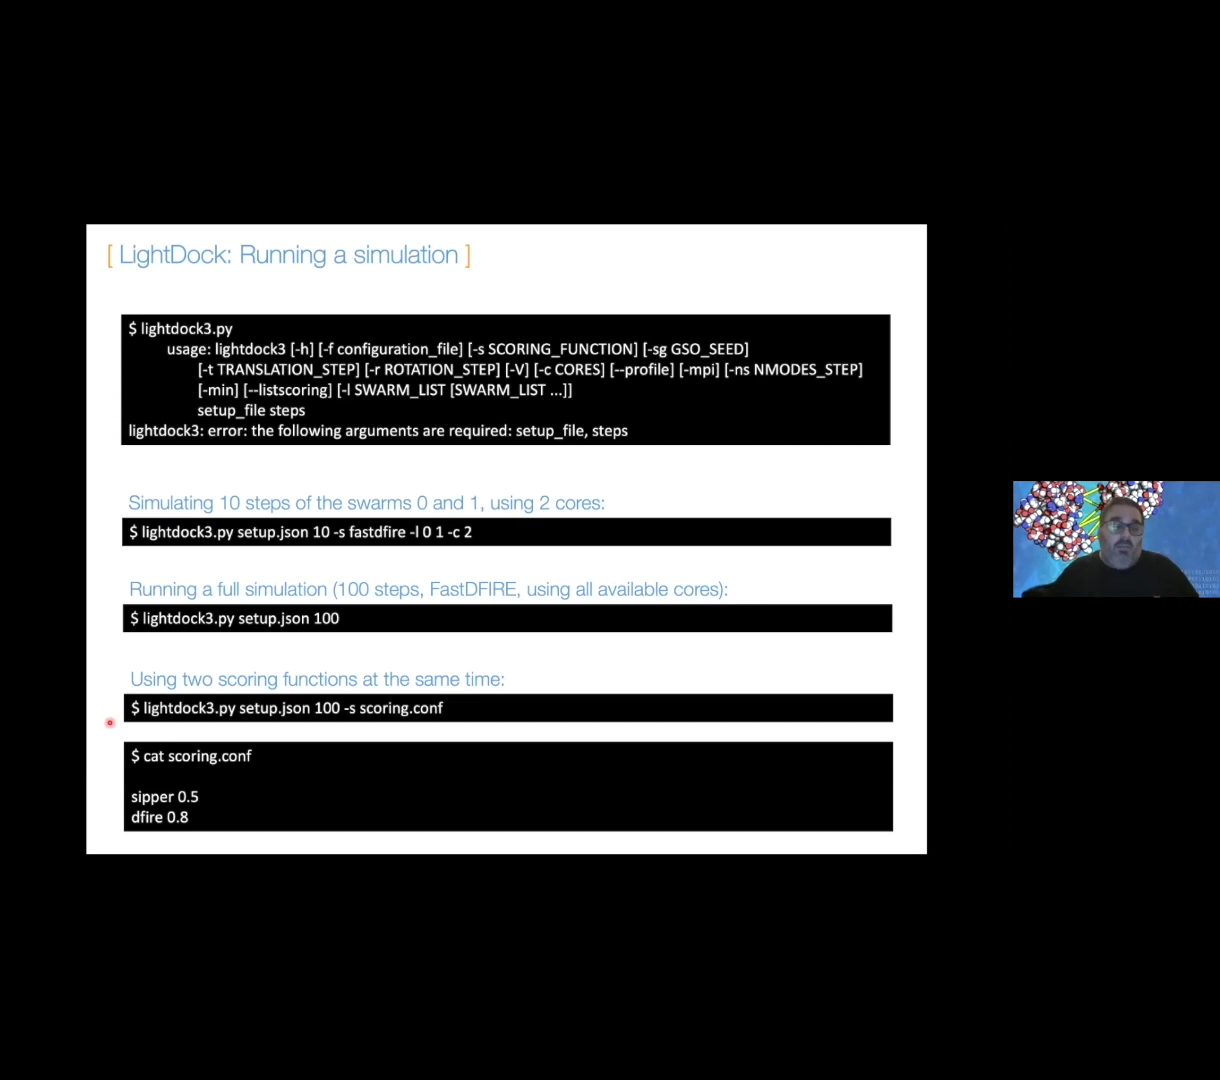 [ LightDock: Running a simulation ]
$ lightdock3.py
usage: lightdock3 [-h] [-f configuration_file] [-s SCORING_FUNCTION] [-sg GSO_SEED]
[-t TRANSLATION_STEP] [-r ROTATION_STEP] [-V] [-c CORES] [--profile] [-mpi] [-ns NMODES_STEP]
[-min] [--listscoring] [-l SWARM_LIST [SWARM_LIST ...]]
setup_file steps
lightdock3: error: the following arguments are required: setup_file, steps
Simulating 10 steps of the swarms 0 and 1, using 2 cores:
$ lightdock3.py setup.json 10 -s fastdfire -l 0 1 -c 2
Running a full simulation (100 steps, FastDFIRE, using all available cores):
$ lightdock3.py setup.json 100
Using two scoring functions at the same time:
$ lightdock3.py setup.json 100 -s scoring.conf
$ cat scoring.conf
sipper 0.5
dfire 0.8